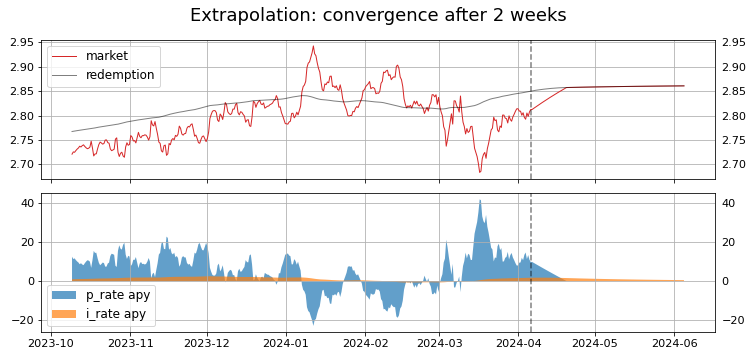 Extrapolation: convergence after 2 weeks
2.95 2.95
market
redemption
2.90 2.90
2.85 2.85
2.80 2.80
2.75 2.75
2.70 2.70
40 40
20 20
0 0
p_rate apy
i_rate apy
−20 −20
2023-10 2023-11 2023-12 2024-01 2024-02 2024-03 2024-04 2024-05 2024-06